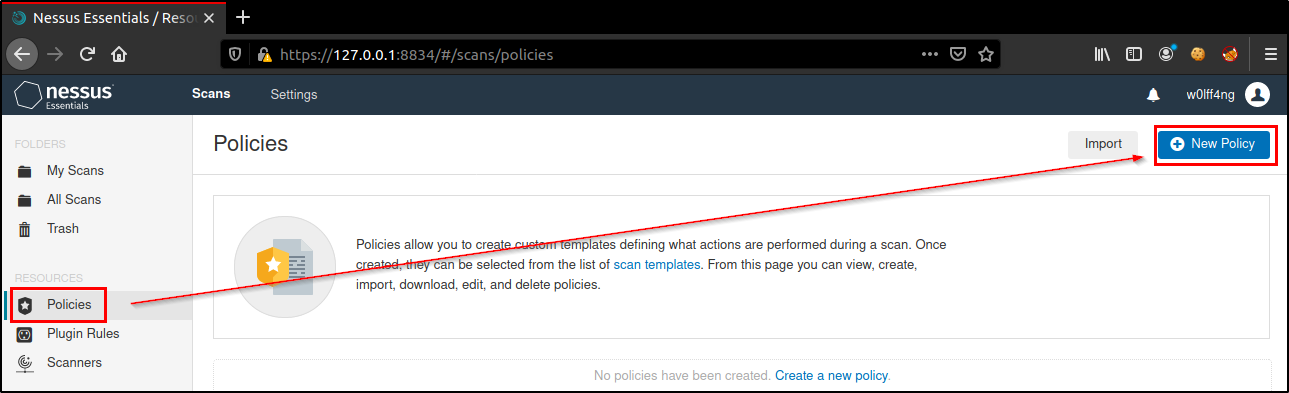 Nessus Essentials / Resou
https://127.0.0.1:8834/#/scans/policies
nessus
Essentials
Scans
Settings
w0lff4ng
FOLDERS
My Scans
All Scans
Trash
RESOURCES
Policies
Plugin Rules
Scanners
Policies
Import
New Policy
Policies allow you to create custom templates defining what actions are performed during a scan. Once
created, they can be selected from the list of scan templates. From this page you can view, create,
import, download, edit, and delete policies.
No policies have been created. Create a new policy.